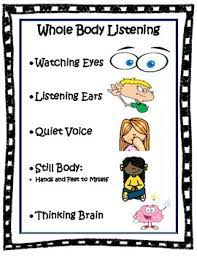 Whole Body Listening
• Watching Eyes
• Listening Ears
• Quiet Voice
• Still Body:
Hands and Feet to Myself
• Thinking Brain